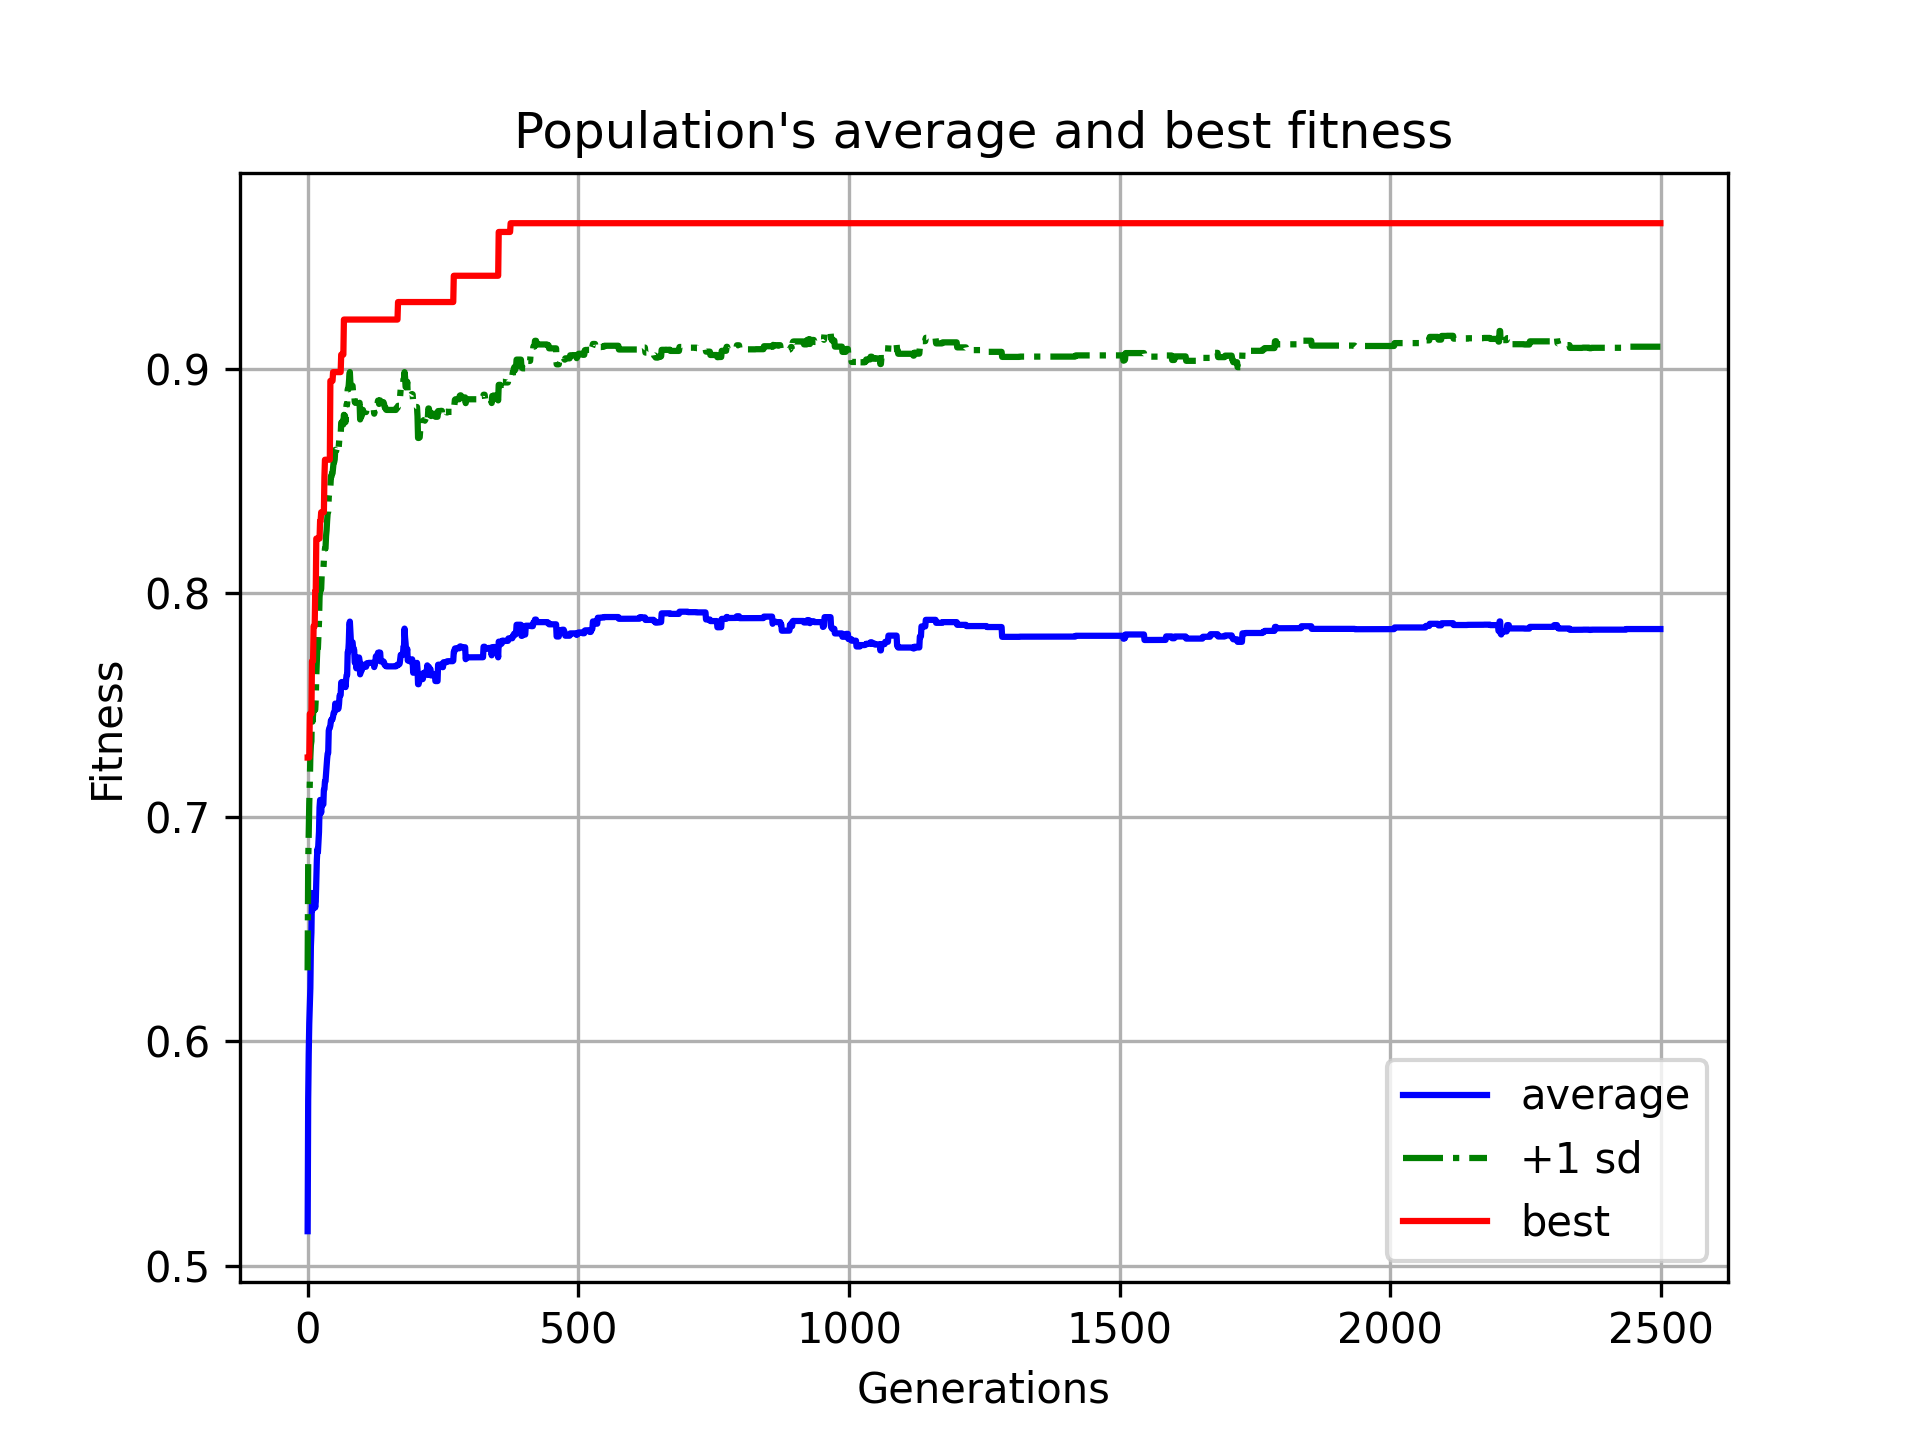 Population's average and best fitness
Fitness
0.9
0.8
0.7
0.6
0.5
0
500
1000
1500
2000
2500
Generations
average
+1 sd
best